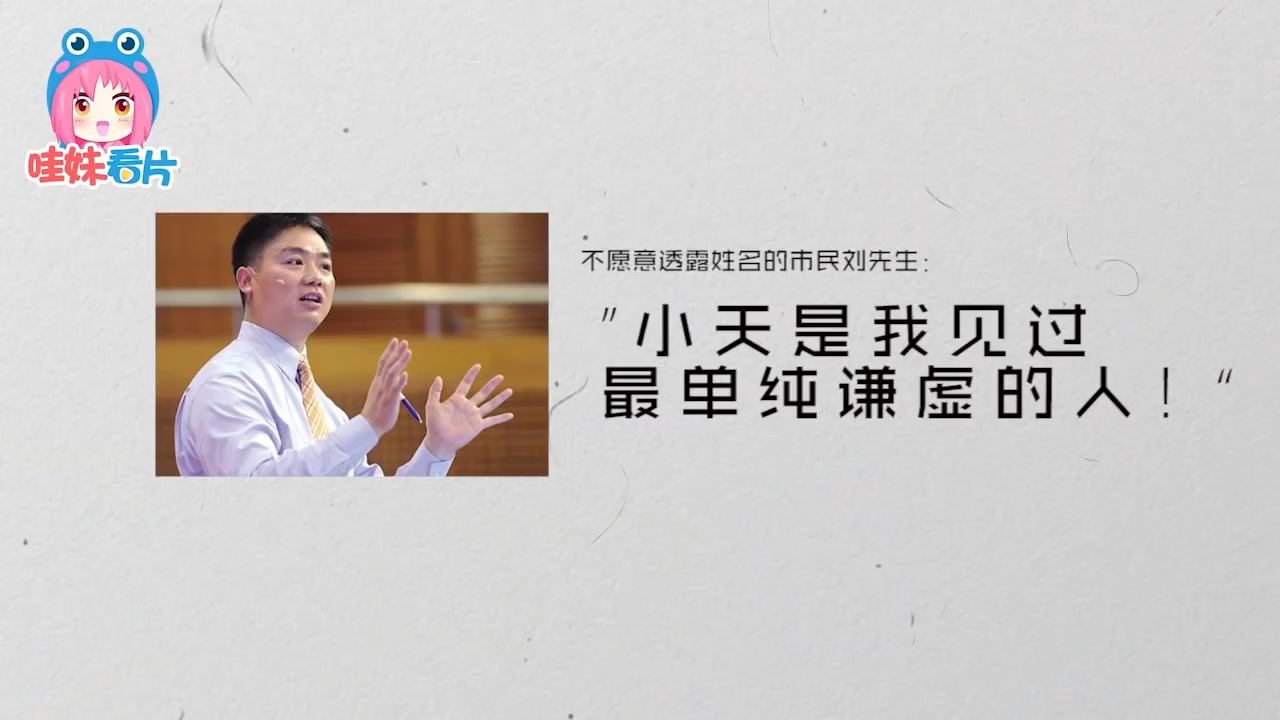 哇妹看片
不愿意透露姓名的市民刘先生：
"小天是我见过
最单纯谦虚的人！“